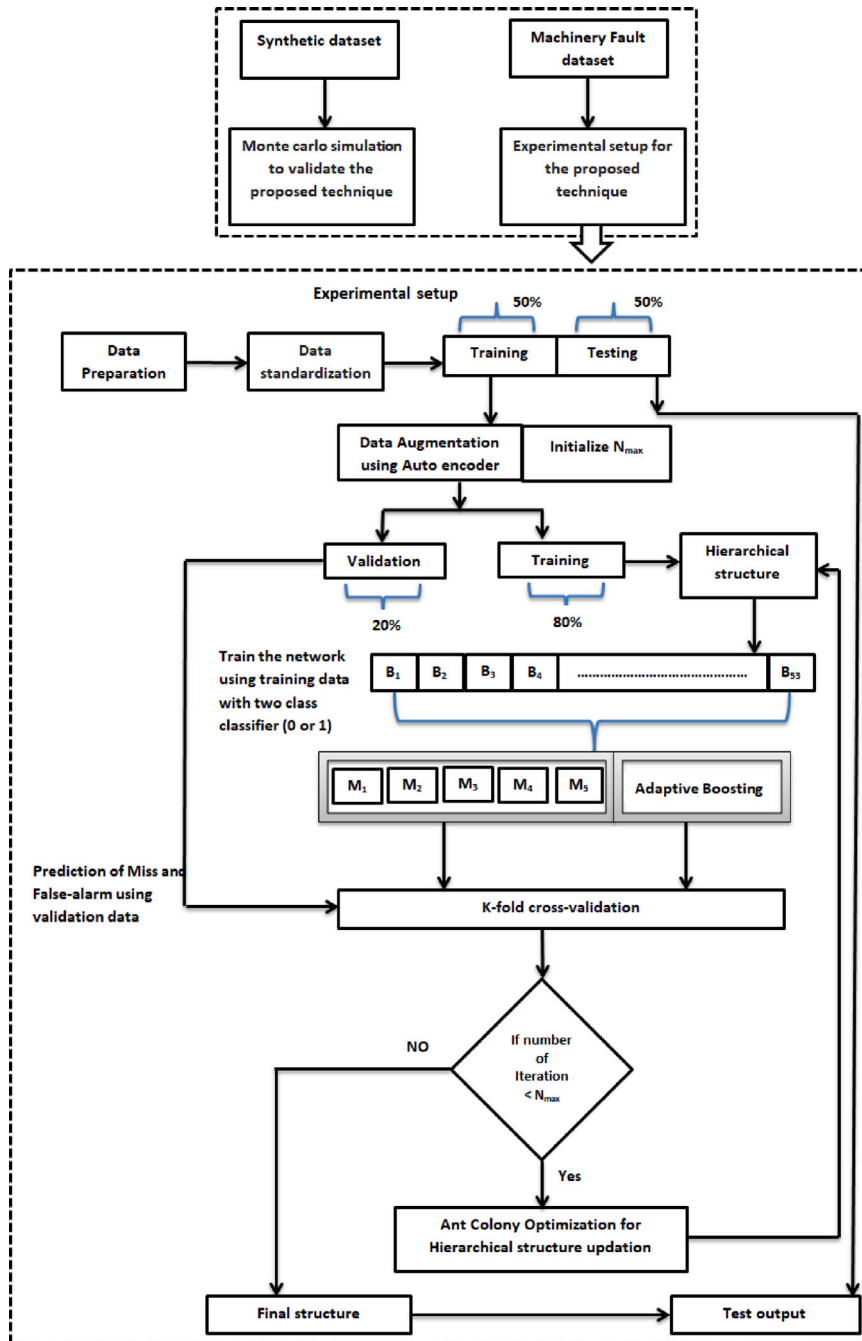 Synthetic dataset
Machinery Fault
dataset
Monte carlo simulation
to validate the
proposed technique
Experimental setup for
the proposed
technique
Experimental setup
50%
50%
Data
Preparation
Data
standardization
Training
Testing
Data Augmentation
using Auto encoder
Initialize Nmax
Validation
Training
Hierarchical
structure
20%
80%
Train the network
using training data
with two class
classifier (0 or 1)
B1
B2
B3
B4
...............................................
B53
M1
M2
M3
M4
M5
Adaptive Boosting
Prediction of Miss and
False-alarm using
validation data
K-fold cross-validation
If number
of
Iteration
< Nmax
NO
Yes
Ant Colony Optimization for
Hierarchical structure updation
Final structure
Test output